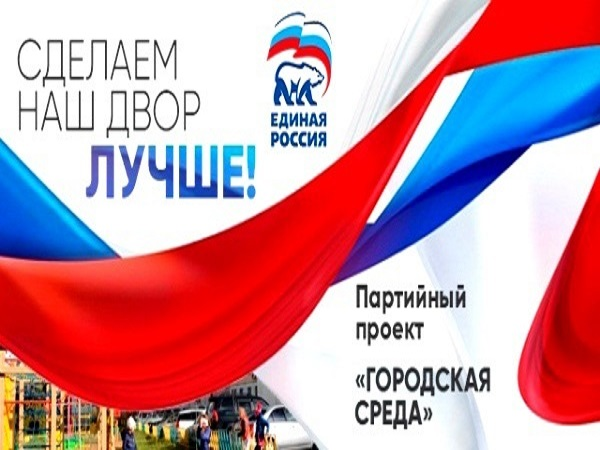 СДЕЛАЕМ
НАШ ДВОР
ЛУЧШЕ!
ЕДИНАЯ
РОССИЯ
Партийный
проект
«ГОРОДСКАЯ
СРЕДА»